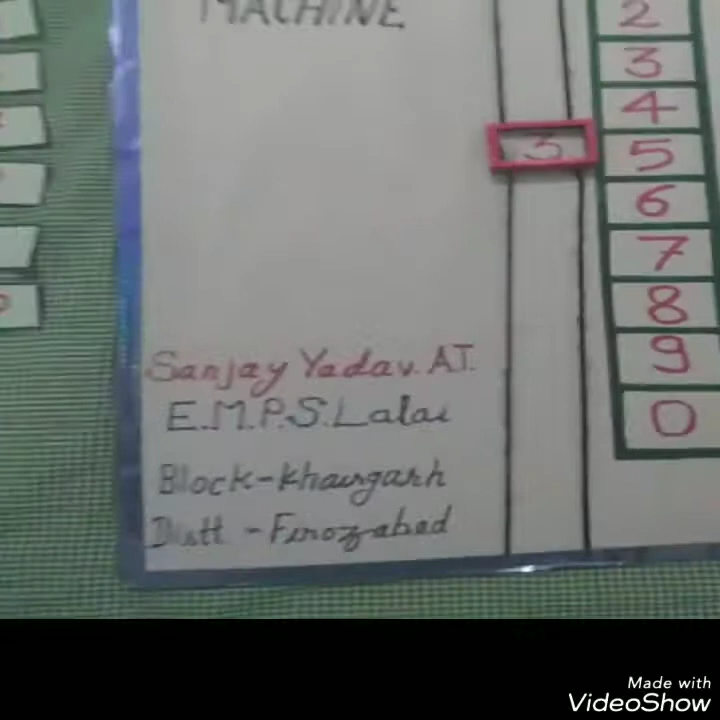 MACHINE
2
3
4
3
5
6
7
8
9
0
Sanjay Yadav. A.T.
E.M.P.S. Lalai
Block-Khairgarh
Distt - Firozabad
Made with
VideoShow